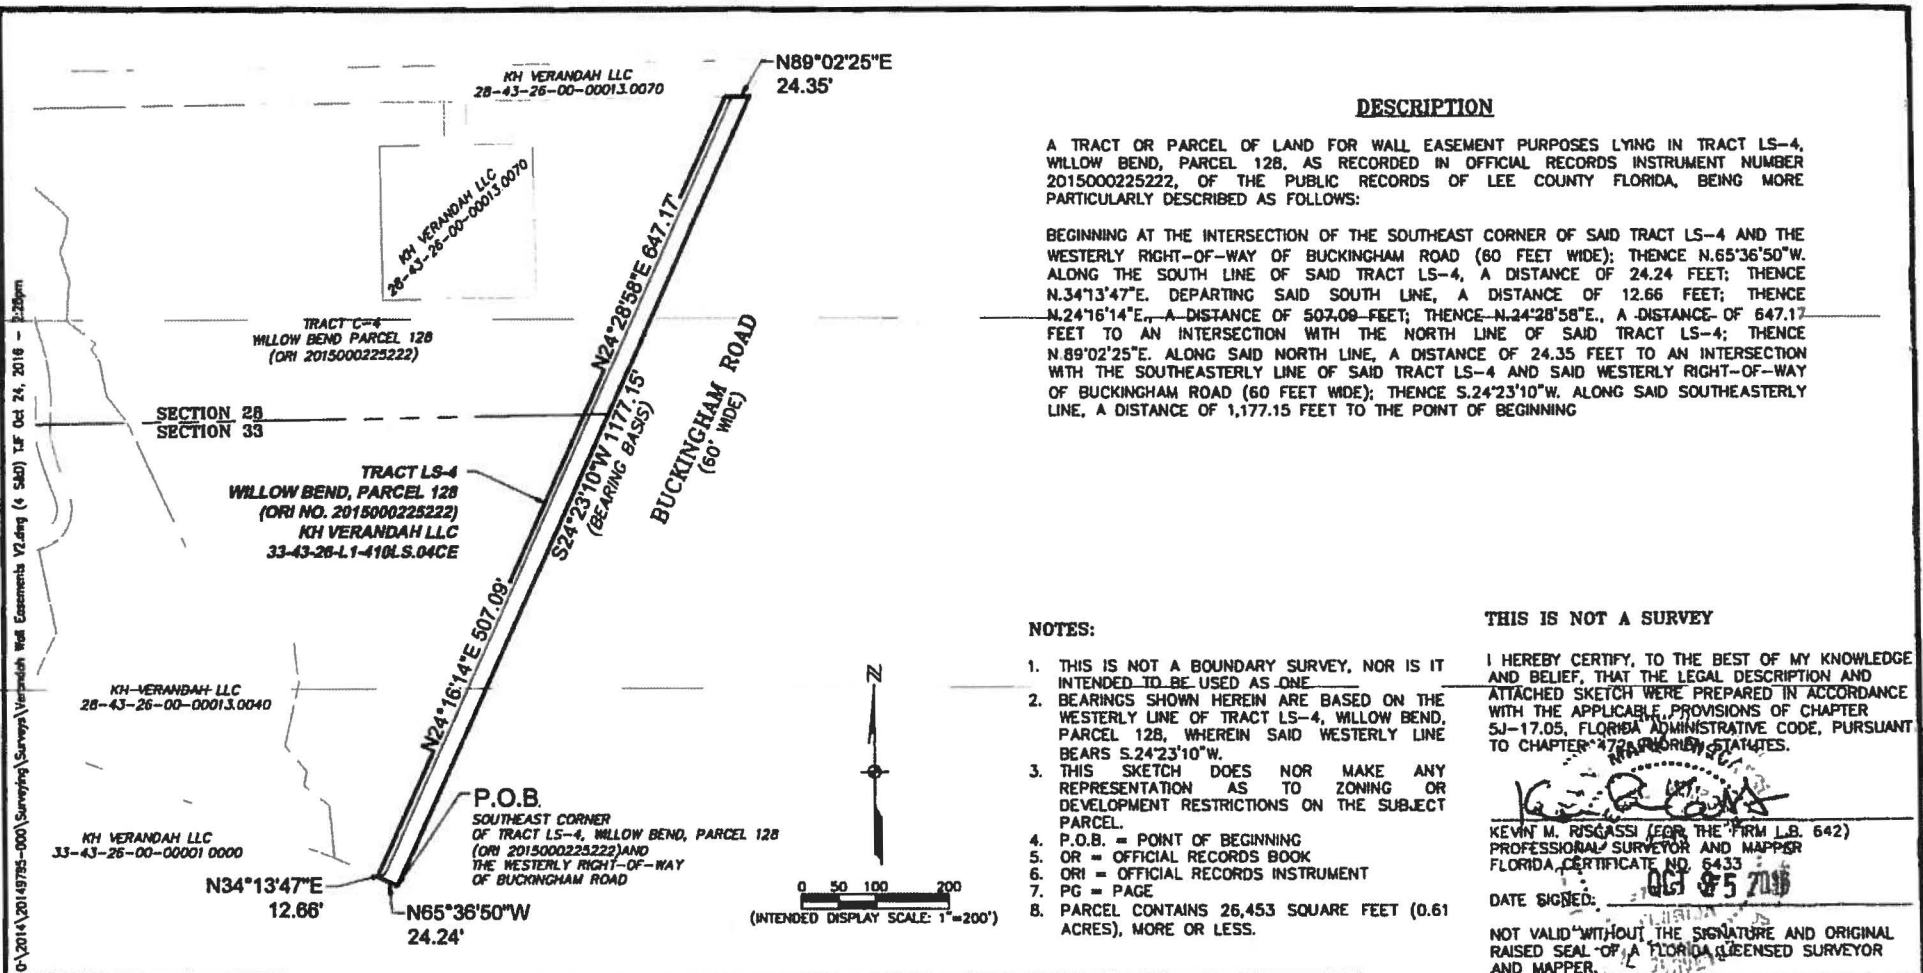 N89°02'25"E
24.35'
KH VERANDAH LLC
28-43-26-00-00013.0070
KH VERANDAH LLC
28-43-26-00-00013.0070
N24°28'58"E 647.17'
TRACT C-4
WILLOW BEND PARCEL 128
(ORI 2015000225222)
BUCKINGHAM ROAD
(60' WIDE)
SECTION 28
SECTION 33
S24°23'10"W 1177.15'
(BEARING BASIS)
TRACT LS-4
WILLOW BEND, PARCEL 128
(ORI NO. 2015000225222)
KH VERANDAH LLC
33-43-26-L1-410LS.04CE
N24°16'14"E 507.09'
KH VERANDAH LLC
28-43-26-00-00013.0040
KH VERANDAH LLC
33-43-26-00-00001 0000
P.O.B.
SOUTHEAST CORNER
OF TRACT LS-4, WILLOW BEND, PARCEL 128
(ORI 2015000225222)AND
THE WESTERLY RIGHT-OF-WAY
OF BUCKINGHAM ROAD
N34°13'47"E
12.66'
N65°36'50"W
24.24'
N
0 50 100 200
(INTENDED DISPLAY SCALE: 1"=200')
2014\20149785-000\Surveying\Surveys\Verandah Wall Easements V2.dwg (4 S&D) TJF Oct 24, 2016 - 2:28pm
DESCRIPTION
A TRACT OR PARCEL OF LAND FOR WALL EASEMENT PURPOSES LYING IN TRACT LS-4,
WILLOW BEND, PARCEL 128, AS RECORDED IN OFFICIAL RECORDS INSTRUMENT NUMBER
2015000225222, OF THE PUBLIC RECORDS OF LEE COUNTY FLORIDA, BEING MORE
PARTICULARLY DESCRIBED AS FOLLOWS:
BEGINNING AT THE INTERSECTION OF THE SOUTHEAST CORNER OF SAID TRACT LS-4 AND THE
WESTERLY RIGHT-OF-WAY OF BUCKINGHAM ROAD (60 FEET WIDE); THENCE N.65°36'50"W.
ALONG THE SOUTH LINE OF SAID TRACT LS-4, A DISTANCE OF 24.24 FEET; THENCE
N.34°13'47"E. DEPARTING SAID SOUTH LINE, A DISTANCE OF 12.66 FEET; THENCE
N.24°16'14"E., A DISTANCE OF 507.09 FEET; THENCE N.24°28'58"E., A DISTANCE OF 647.17
FEET TO AN INTERSECTION WITH THE NORTH LINE OF SAID TRACT LS-4; THENCE
N.89°02'25"E. ALONG SAID NORTH LINE, A DISTANCE OF 24.35 FEET TO AN INTERSECTION
WITH THE SOUTHEASTERLY LINE OF SAID TRACT LS-4 AND SAID WESTERLY RIGHT-OF-WAY
OF BUCKINGHAM ROAD (60 FEET WIDE); THENCE S.24°23'10"W. ALONG SAID SOUTHEASTERLY
LINE, A DISTANCE OF 1,177.15 FEET TO THE POINT OF BEGINNING
NOTES:
1. THIS IS NOT A BOUNDARY SURVEY, NOR IS IT
INTENDED TO BE USED AS ONE
2. BEARINGS SHOWN HEREIN ARE BASED ON THE
WESTERLY LINE OF TRACT LS-4, WILLOW BEND,
PARCEL 128, WHEREIN SAID WESTERLY LINE
BEARS S.24°23'10"W.
3. THIS SKETCH DOES NOR MAKE ANY
REPRESENTATION AS TO ZONING OR
DEVELOPMENT RESTRICTIONS ON THE SUBJECT
PARCEL.
4. P.O.B. = POINT OF BEGINNING
5. OR = OFFICIAL RECORDS BOOK
6. ORI = OFFICIAL RECORDS INSTRUMENT
7. PG = PAGE
8. PARCEL CONTAINS 26,453 SQUARE FEET (0.61
ACRES), MORE OR LESS.
THIS IS NOT A SURVEY
I HEREBY CERTIFY, TO THE BEST OF MY KNOWLEDGE
AND BELIEF, THAT THE LEGAL DESCRIPTION AND
ATTACHED SKETCH WERE PREPARED IN ACCORDANCE
WITH THE APPLICABLE PROVISIONS OF CHAPTER
5J-17.05, FLORIDA ADMINISTRATIVE CODE, PURSUANT
TO CHAPTER 472, FLORIDA STATUTES.
KEVIN M. RISCASSI (FOR THE FIRM L.B. 642)
PROFESSIONAL SURVEYOR AND MAPPER
FLORIDA CERTIFICATE NO. 6433
OCT 25 2016
DATE SIGNED:
NOT VALID WITHOUT THE SIGNATURE AND ORIGINAL
RAISED SEAL OF A FLORIDA LICENSED SURVEYOR
AND MAPPER.